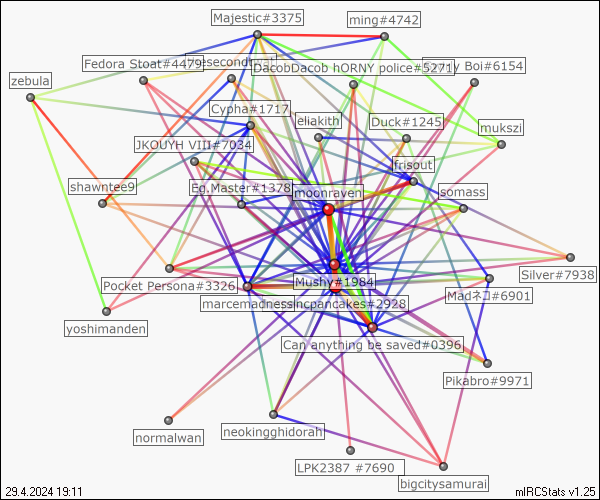 Majestic#3375
ming#4742
Fedora Stoat#4479
DacobDacob hORNY police#5271
Boi#6154
zebula
Cypha#1717
eliakith
Duck#1245
mukszi
JKOUYH VIII#7034
frisout
shawntee9
Eg.Master#1378
moonraven
somass
Pocket Persona#3326
Mushy#1984
Silver#7938
marcemadness
ncpancakes#2928
Madネコ#6901
yoshimanden
Can anything be saved#0396
Pikabro#9971
normalwan
neokingghidorah
LPK2387 #7690
bigcitysamurai
29.4.2024 19:11
mIRCStats v1.25